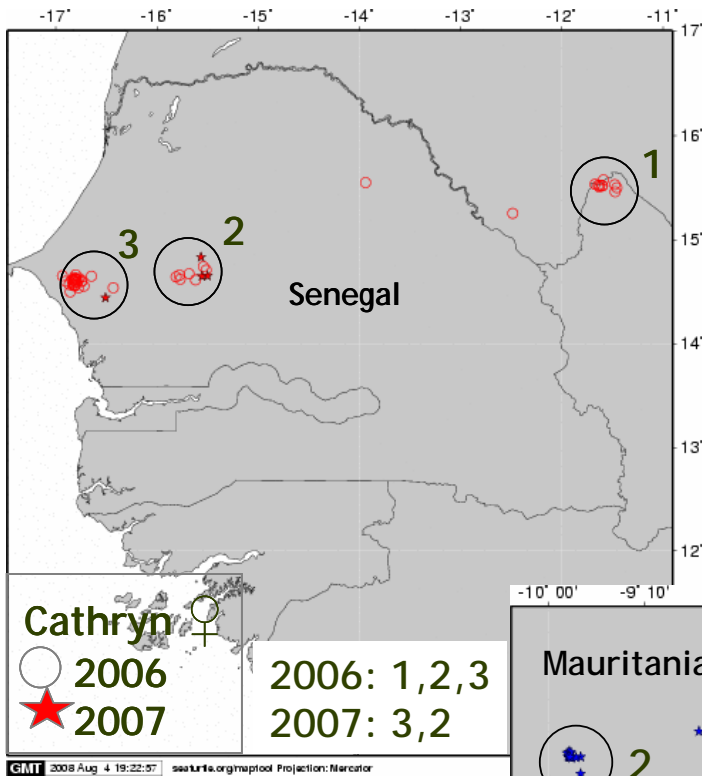 -17° -16° -15° -14° -13° -12° -11°
17°
16°
1
15°
3
2
Senegal
14°
13°
12°
Cathryn ♀
2006
2007
2006: 1,2,3
2007: 3,2
-10° 00' -9° 10'
Mauritania
2
GMT 2008 Aug 4 19:22:57 seaturtle.org/maptool Projection: Mercator